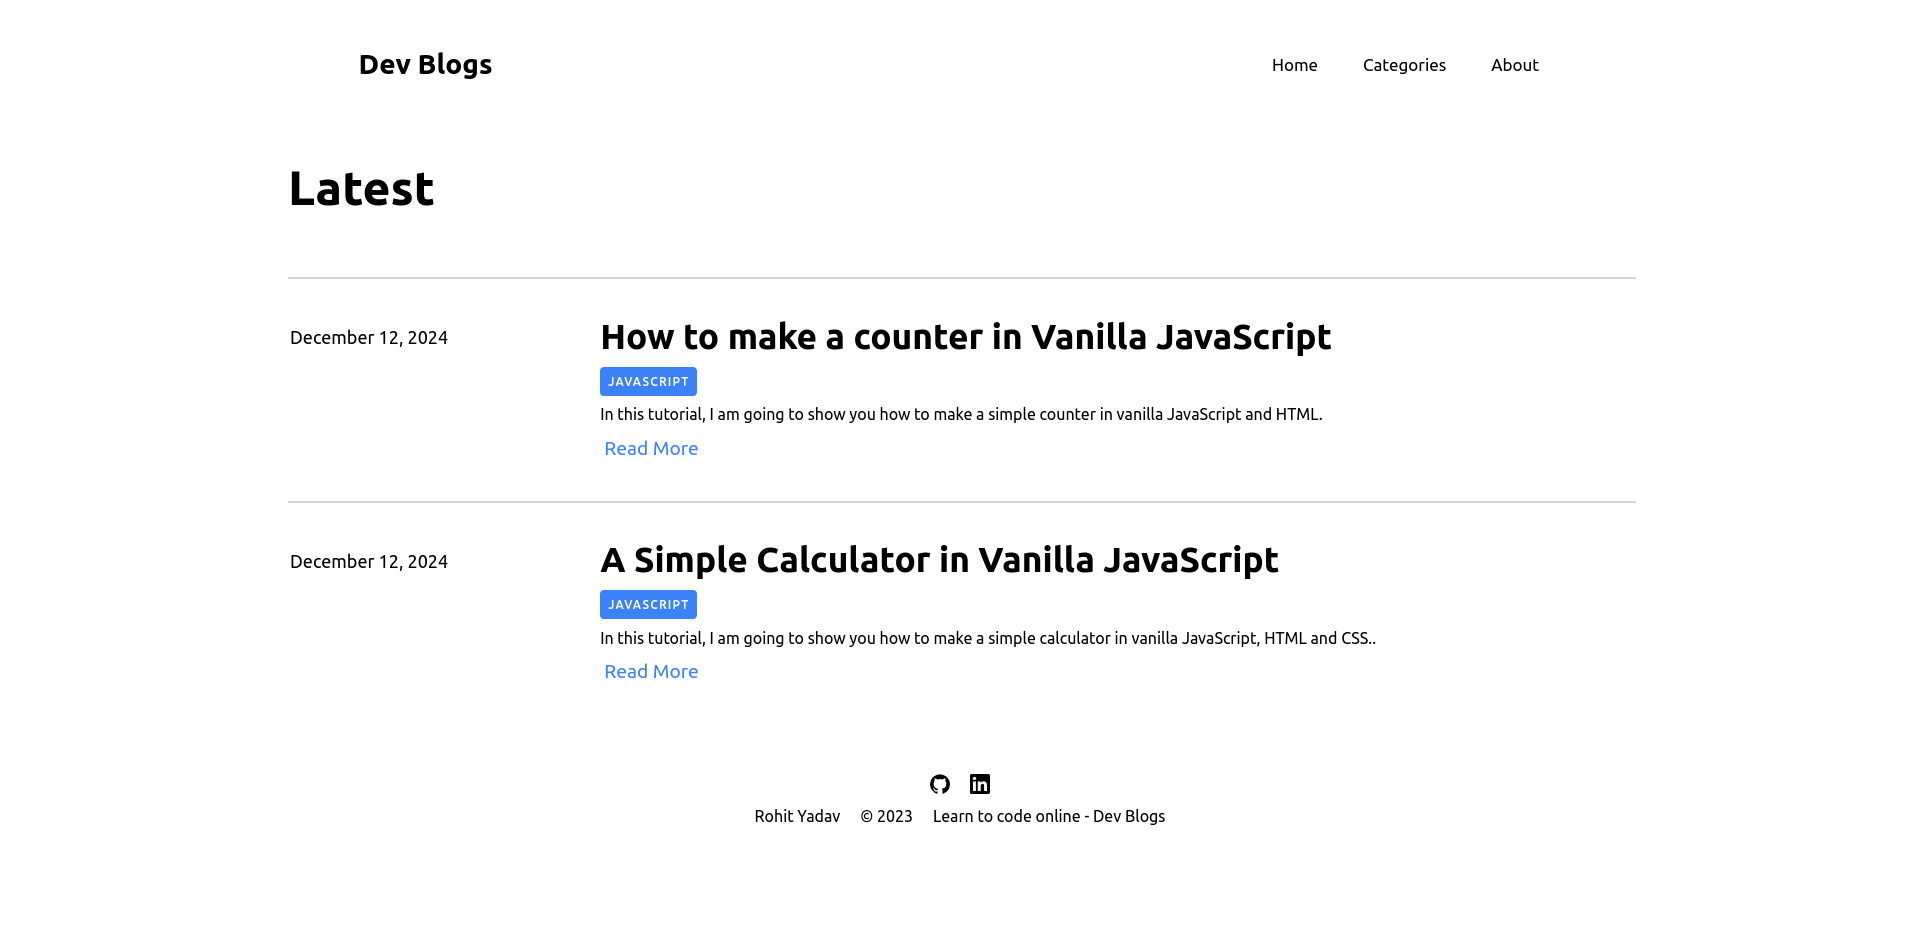 Dev Blogs
Home Categories About
Latest
December 12, 2024
How to make a counter in Vanilla JavaScript
JAVASCRIPT
In this tutorial, I am going to show you how to make a simple counter in vanilla JavaScript and HTML.
Read More
December 12, 2024
A Simple Calculator in Vanilla JavaScript
JAVASCRIPT
In this tutorial, I am going to show you how to make a simple calculator in vanilla JavaScript, HTML and CSS..
Read More
Rohit Yadav © 2023 Learn to code online - Dev Blogs